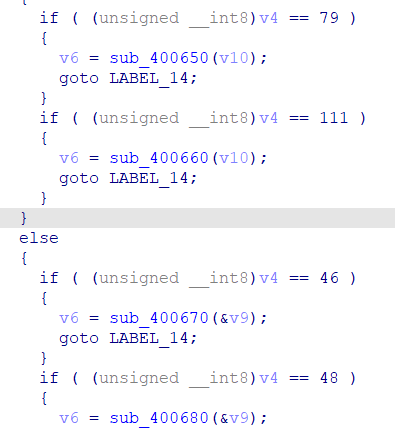 {
if ( (unsigned __int8)v4 == 79 )
{
v6 = sub_400650(v10);
goto LABEL_14;
}
if ( (unsigned __int8)v4 == 111 )
{
v6 = sub_400660(v10);
goto LABEL_14;
}
}
else
{
if ( (unsigned __int8)v4 == 46 )
{
v6 = sub_400670(&v9);
goto LABEL_14;
}
if ( (unsigned __int8)v4 == 48 )
{
v6 = sub_400680(&v9);